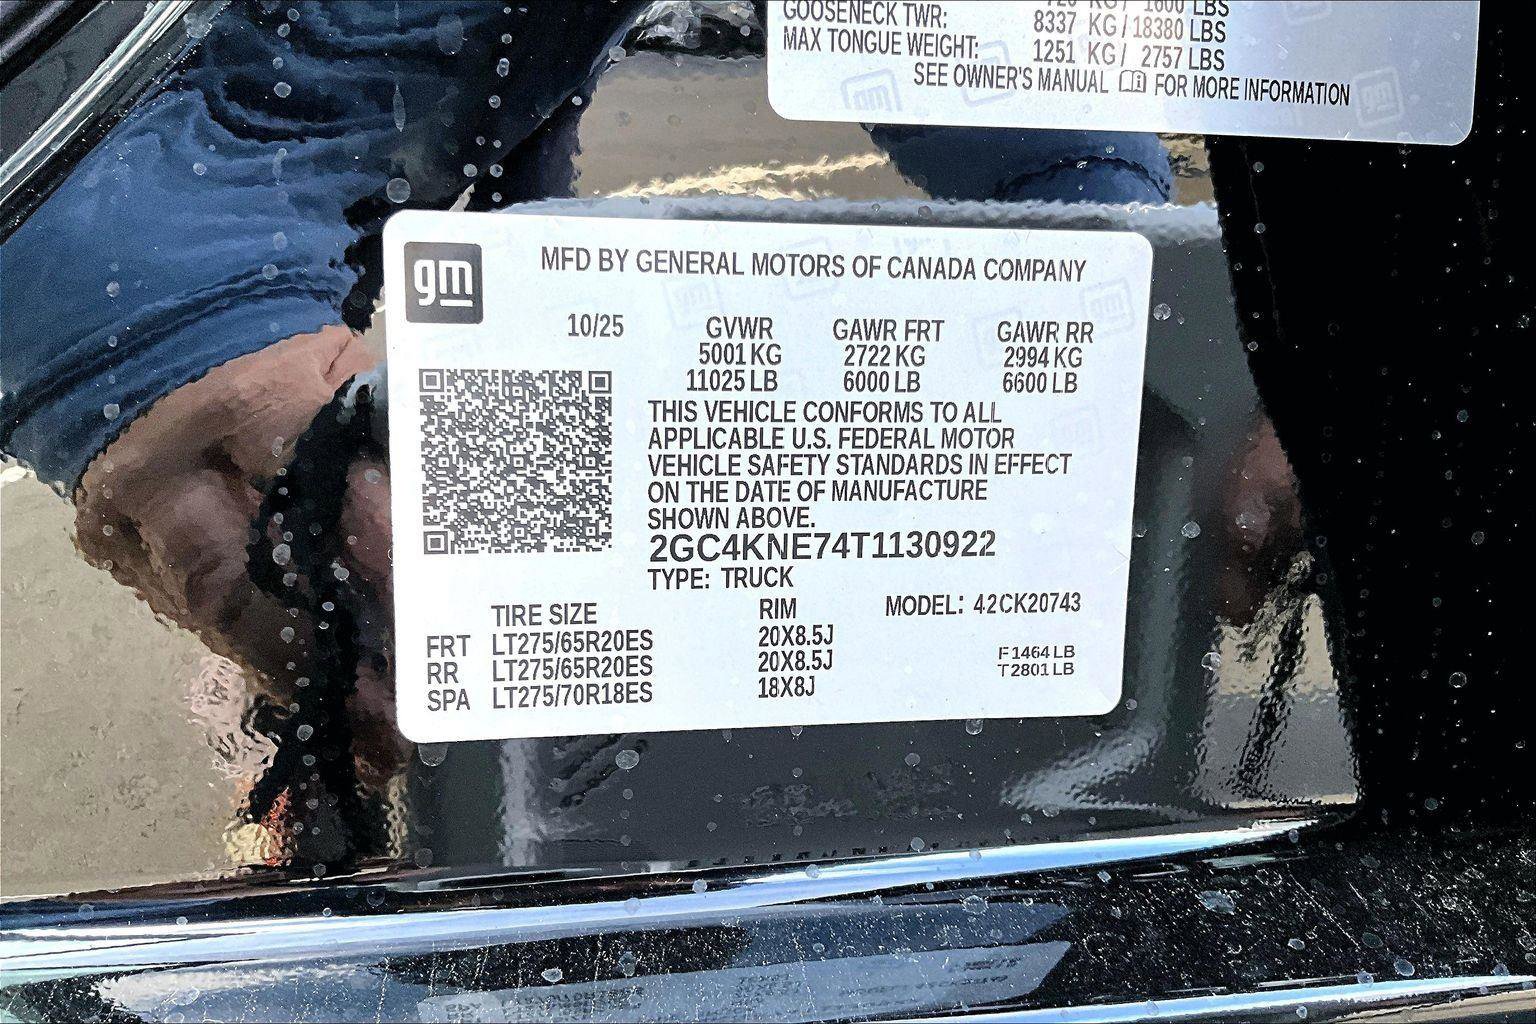 GOOSENECK TWR: 8337 KG/18380 LBS
MAX TONGUE WEIGHT: 1251 KG/ 2757 LBS
SEE OWNER'S MANUAL FOR MORE INFORMATION
gm
MFD BY GENERAL MOTORS OF CANADA COMPANY
10/25 GVWR GAWR FRT GAWR RR
5001 KG 2722 KG 2994 KG
11025 LB 6000 LB 6600 LB
THIS VEHICLE CONFORMS TO ALL
APPLICABLE U.S. FEDERAL MOTOR
VEHICLE SAFETY STANDARDS IN EFFECT
ON THE DATE OF MANUFACTURE
SHOWN ABOVE.
2GC4KNE74T1130922
TYPE: TRUCK
TIRE SIZE RIM MODEL: 42CK20743
FRT LT275/65R20ES 20X8.5J
RR LT275/65R20ES 20X8.5J F1464 LB
SPA LT275/70R18ES 18X8J T2801 LB